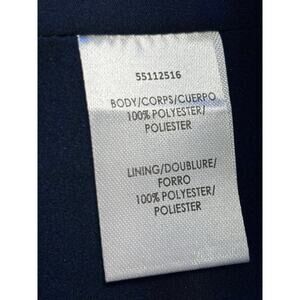 55112516
BODY/CORPS/CUERPO
100% POLYESTER/
POLIESTER
LINING/DOUBLURE/
FORRO
100% POLYESTER/
POLIESTER